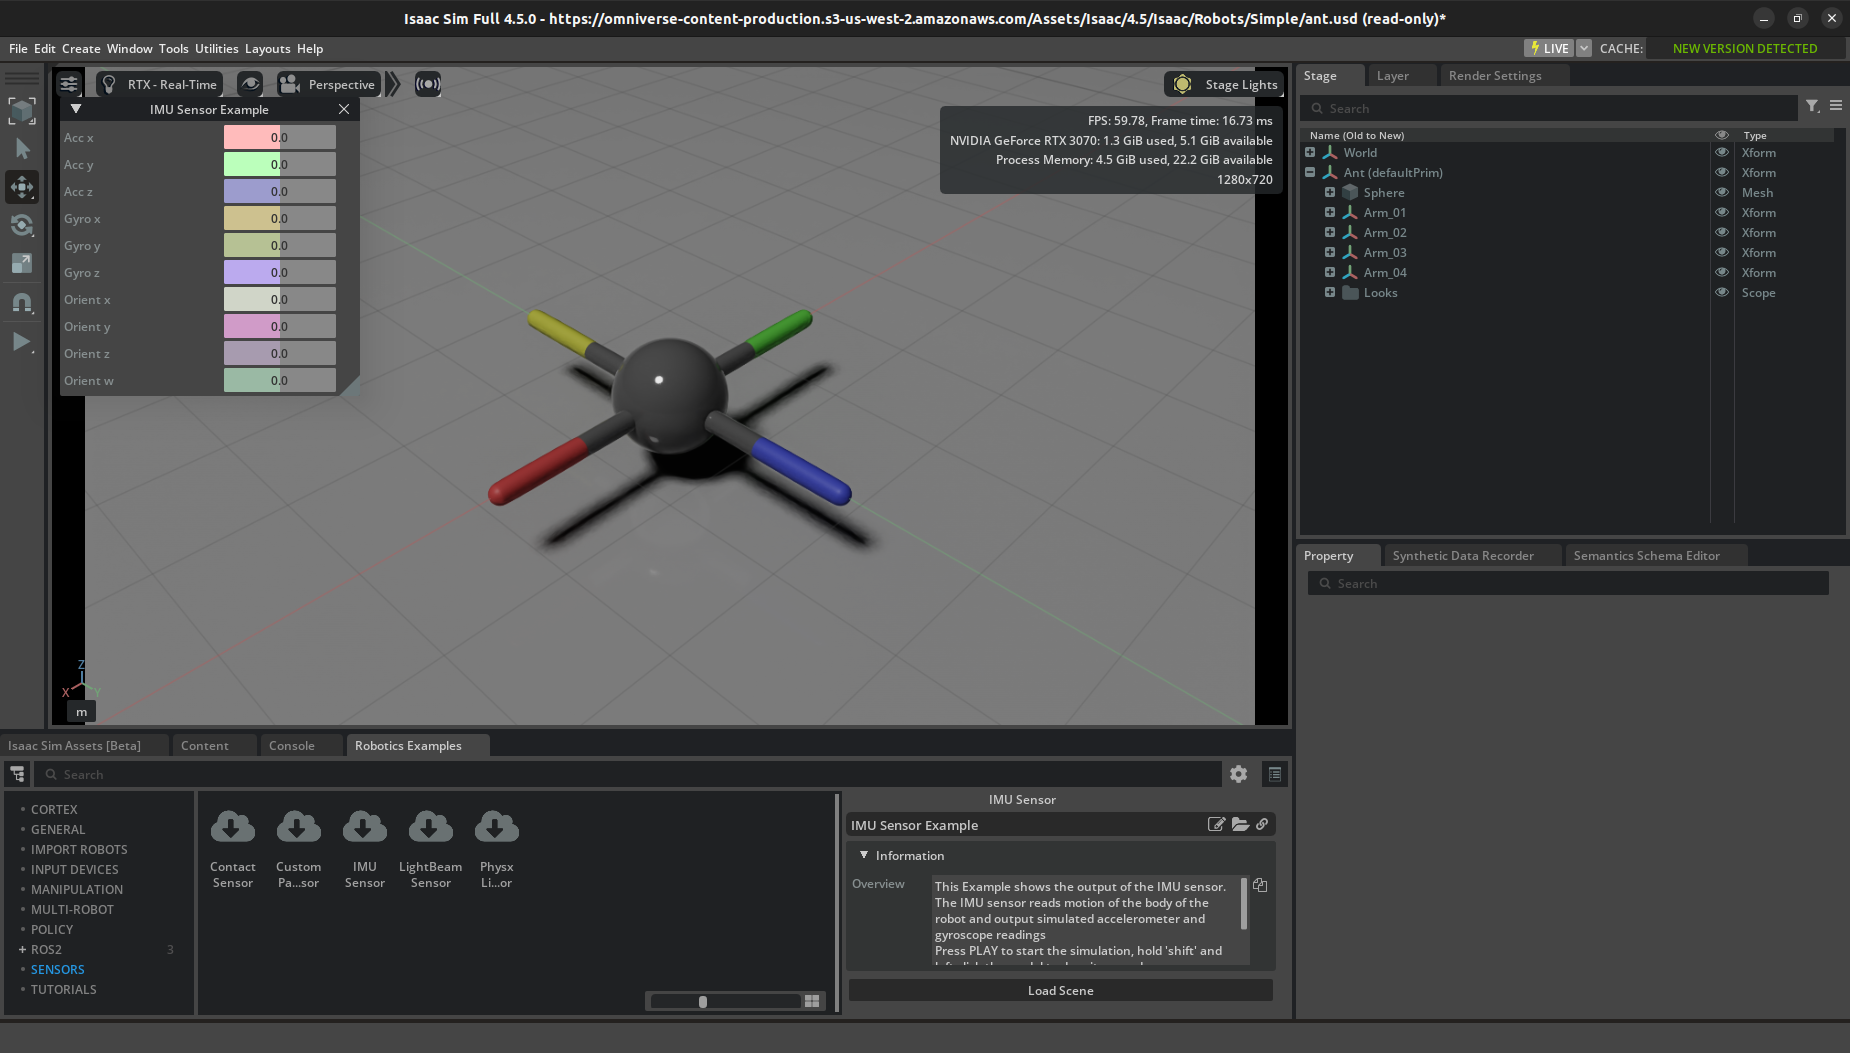 Isaac Sim Full 4.5.0 - https://omniverse-content-production.s3-us-west-2.amazonaws.com/Assets/Isaac/4.5/Isaac/Robots/Simple/ant.usd (read-only)*
File Edit Create Window Tools Utilities Layouts Help
LIVE CACHE: NEW VERSION DETECTED
RTX - Real-Time Perspective Stage Lights
IMU Sensor Example
Acc x 0.0
Acc y 0.0
Acc z 0.0
Gyro x 0.0
Gyro y 0.0
Gyro z 0.0
Orient x 0.0
Orient y 0.0
Orient z 0.0
Orient w 0.0
FPS: 59.78, Frame time: 16.73 ms
NVIDIA GeForce RTX 3070: 1.3 GiB used, 5.1 GiB available
Process Memory: 4.5 GiB used, 22.2 GiB available
1280x720
Z
X Y
m
Stage Layer Render Settings
Search
Name (Old to New) Type
World Xform
Ant (defaultPrim) Xform
Sphere Mesh
Arm_01 Xform
Arm_02 Xform
Arm_03 Xform
Arm_04 Xform
Looks Scope
Property Synthetic Data Recorder Semantics Schema Editor
Search
Isaac Sim Assets [Beta] Content Console Robotics Examples
Search
CORTEX
GENERAL
IMPORT ROBOTS
INPUT DEVICES
MANIPULATION
MULTI-ROBOT
POLICY
ROS2 3
SENSORS
TUTORIALS
Contact Custom IMU LightBeam Physx
Sensor Pa...sor Sensor Sensor Li...or
IMU Sensor
IMU Sensor Example
Information
Overview
This Example shows the output of the IMU sensor.
The IMU sensor reads motion of the body of the
robot and output simulated accelerometer and
gyroscope readings
Press PLAY to start the simulation, hold 'shift' and
Load Scene